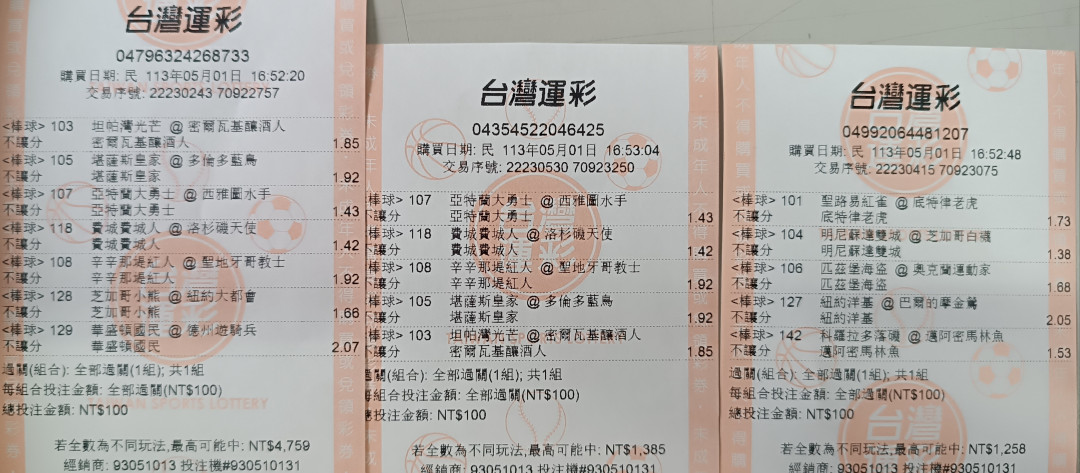 台灣運彩
04796324268733
購買日期: 民 113年05月01日 16:52:20
交易序號: 22230243 70922757
<棒球> 103 坦帕灣光芒 @ 密爾瓦基釀酒人
不讓分 密爾瓦基釀酒人 1.85
<棒球> 105 堪薩斯皇家 @ 多倫多藍鳥
不讓分 堪薩斯皇家 1.92
<棒球> 107 亞特蘭大勇士 @ 西雅圖水手
不讓分 亞特蘭大勇士 1.43
<棒球> 118 費城費城人 @ 洛杉磯天使
不讓分 費城費城人 1.42
<棒球> 108 辛辛那堤紅人 @ 聖地牙哥教士
不讓分 辛辛那堤紅人 1.92
<棒球> 128 芝加哥小熊 @ 紐約大都會
不讓分 芝加哥小熊 1.66
<棒球> 129 華盛頓國民 @ 德州遊騎兵
不讓分 華盛頓國民 2.07
過關(組合): 全部過關(1組); 共1組
每組合投注金額: 全部過關(NT$100)
總投注金額: NT$100
SPORTS LOTTERY
若全數為不同玩法,最高可能中: NT$4,759
經銷商: 93051013 投注機#930510131
台灣運彩
04354522046425
購買日期: 民 113年05月01日 16:53:04
交易序號: 22230530 70923250
棒球> 107 亞特蘭大勇士 @ 西雅圖水手
不讓分 亞特蘭大勇士 1.43
棒球> 118 費城費城人 @ 洛杉磯天使
不讓分 費城費城人 1.42
棒球> 108 辛辛那堤紅人 @ 聖地牙哥教士
不讓分 辛辛那堤紅人 1.92
棒球> 105 堪薩斯皇家 @ 多倫多藍鳥
不讓分 堪薩斯皇家 1.92
棒球> 103 坦帕灣光芒 @ 密爾瓦基釀酒人
不讓分 密爾瓦基釀酒人 1.85
過關(組合): 全部過關(1組); 共1組
每組合投注金額: 全部過關(NT$100)
總投注金額: NT$100
若全數為不同玩法,最高可能中: NT$1,385
經銷商: 93051013 投注機#930510131
台灣運彩
04992064481207
購買日期: 民 113年05月01日 16:52:48
交易序號: 22230415 70923075
<棒球> 101 聖路易紅雀 @ 底特律老虎
不讓分 底特律老虎 1.73
<棒球> 104 明尼蘇達雙城 @ 芝加哥白襪
不讓分 明尼蘇達雙城 1.38
<棒球> 106 匹茲堡海盜 @ 奧克蘭運動家
不讓分 匹茲堡海盜 1.68
<棒球> 127 紐約洋基 @ 巴爾的摩金鶯
不讓分 紐約洋基 2.05
<棒球> 142 科羅拉多落磯 @ 邁阿密馬林魚
不讓分 邁阿密馬林魚 1.53
過關(組合): 全部過關(1組); 共1組
每組合投注金額: 全部過關(NT$100)
總投注金額: NT$100
若全數為不同玩法,最高可能中: NT$1,258
經銷商: 93051013 投注機#930510131